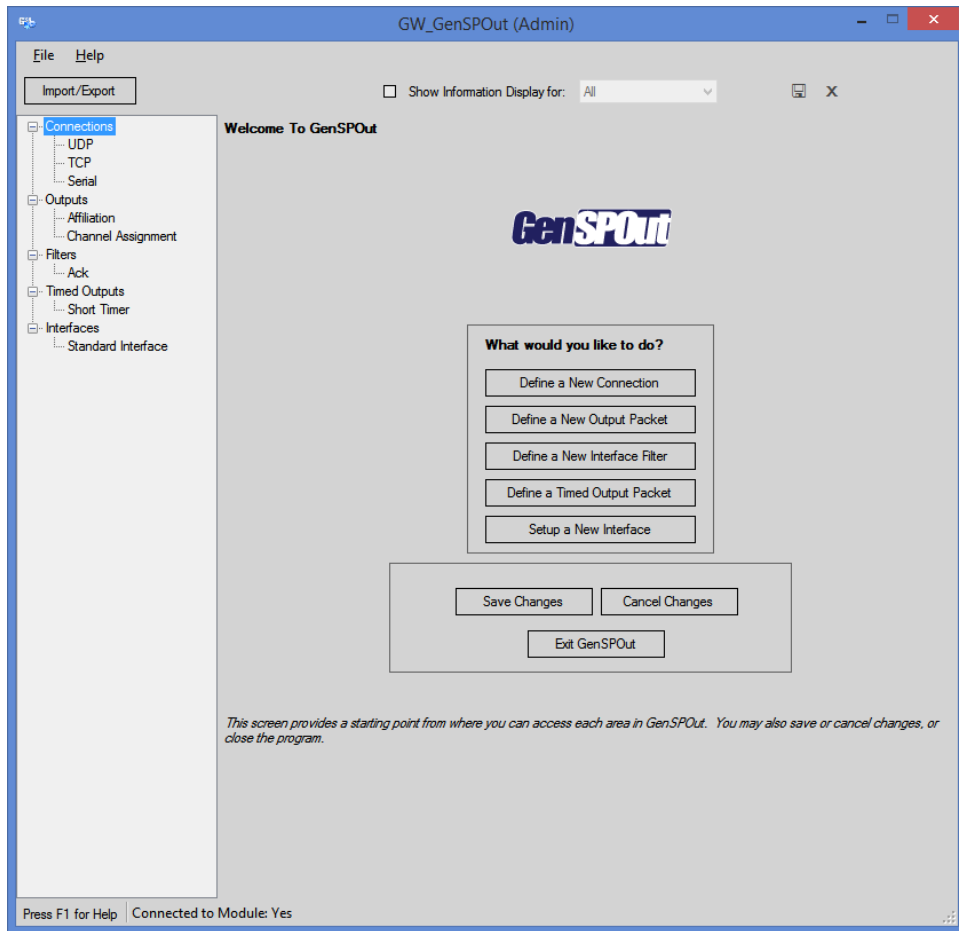 GW_GenSPOut (Admin)
File Help
Import/Export
Show Information Display for: All
X
Connections
UDP
TCP
Serial
Outputs
Affiliation
Channel Assignment
Filters
Ack
Timed Outputs
Short Timer
Interfaces
Standard Interface
Welcome To GenSPOut
GenSPOut
What would you like to do?
Define a New Connection
Define a New Output Packet
Define a New Interface Filter
Define a Timed Output Packet
Setup a New Interface
Save Changes Cancel Changes
Exit GenSPOut
This screen provides a starting point from where you can access each area in GenSPOut. You may also save or cancel changes, or
close the program.
Press F1 for Help Connected to Module: Yes